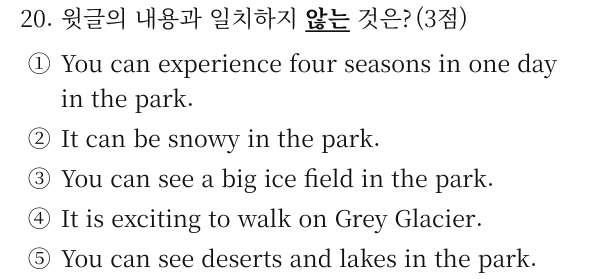 20. 윗글의 내용과 일치하지 않는 것은?(3점)
① You can experience four seasons in one day
in the park.
② It can be snowy in the park.
③ You can see a big ice field in the park.
④ It is exciting to walk on Grey Glacier.
⑤ You can see deserts and lakes in the park.